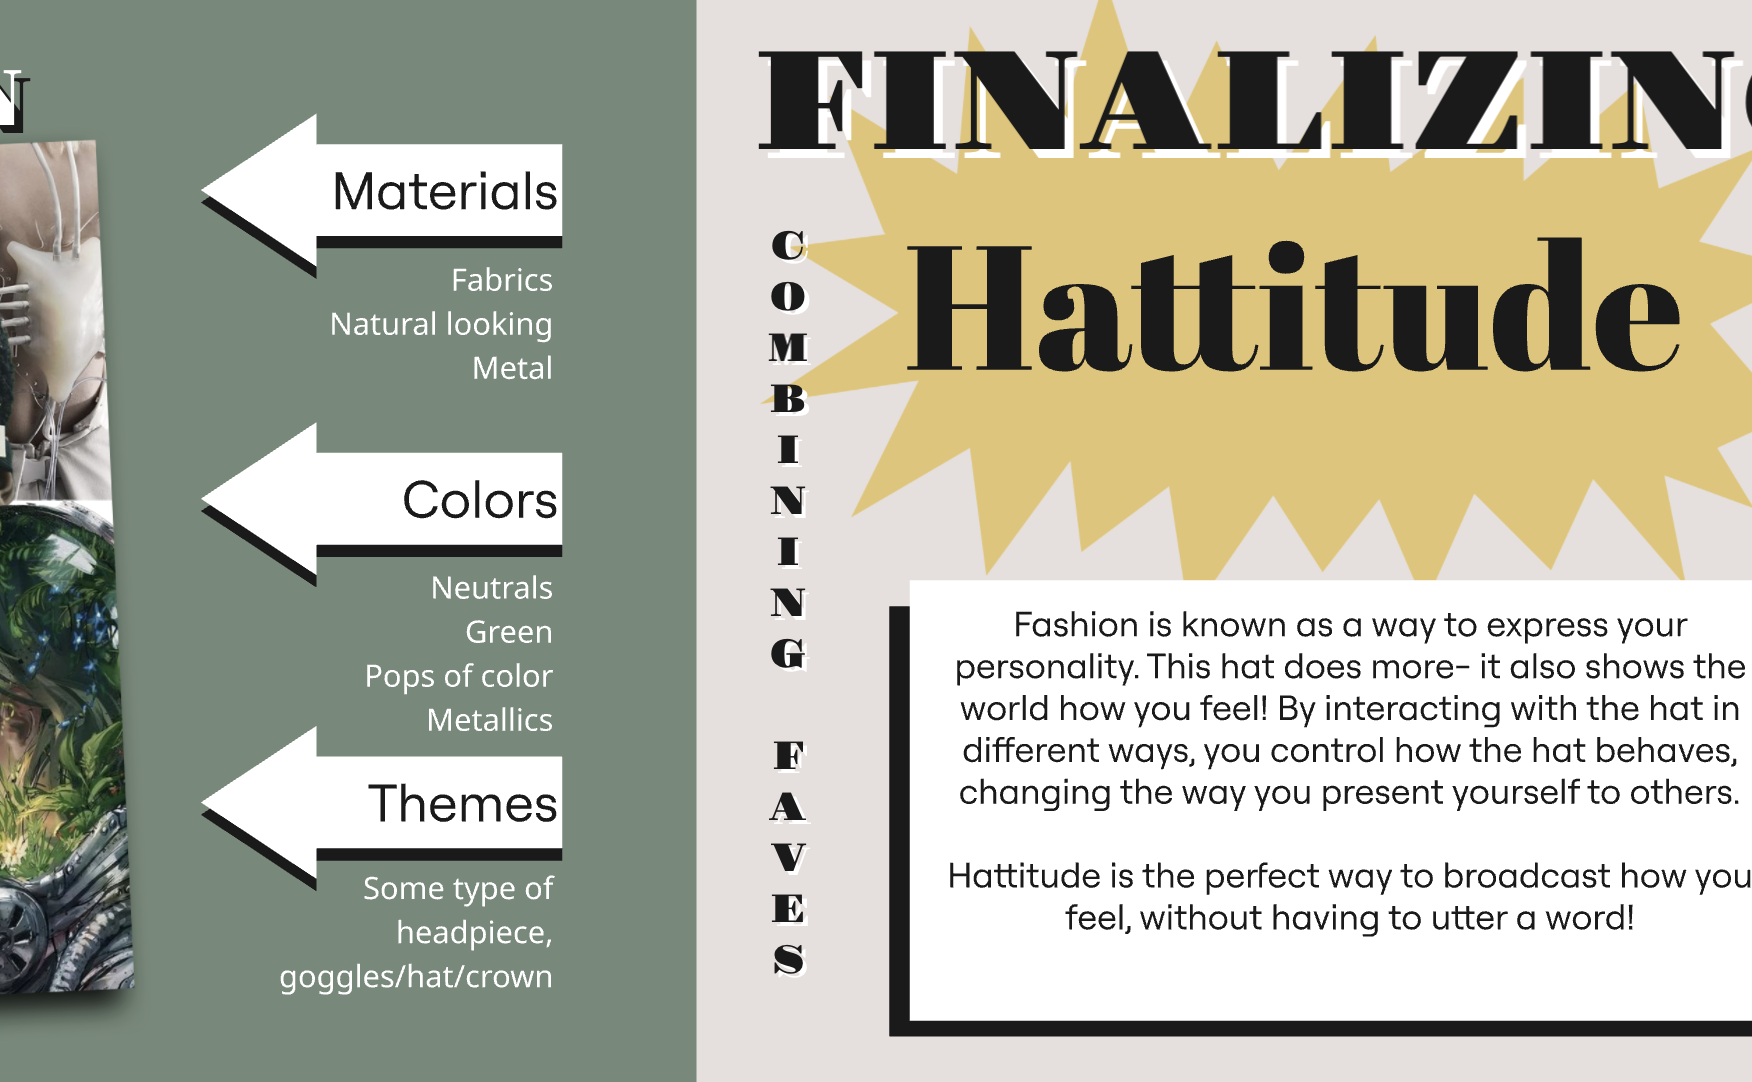 Materials
Fabrics
Natural looking
Metal
Colors
Neutrals
Green
Pops of color
Metallics
Themes
Some type of
headpiece,
goggles/hat/crown
FINALIZING
COMBINING FAVES
Hattitude
Fashion is known as a way to express your
personality. This hat does more- it also shows the
world how you feel! By interacting with the hat in
different ways, you control how the hat behaves,
changing the way you present yourself to others.
Hattitude is the perfect way to broadcast how you
feel, without having to utter a word!